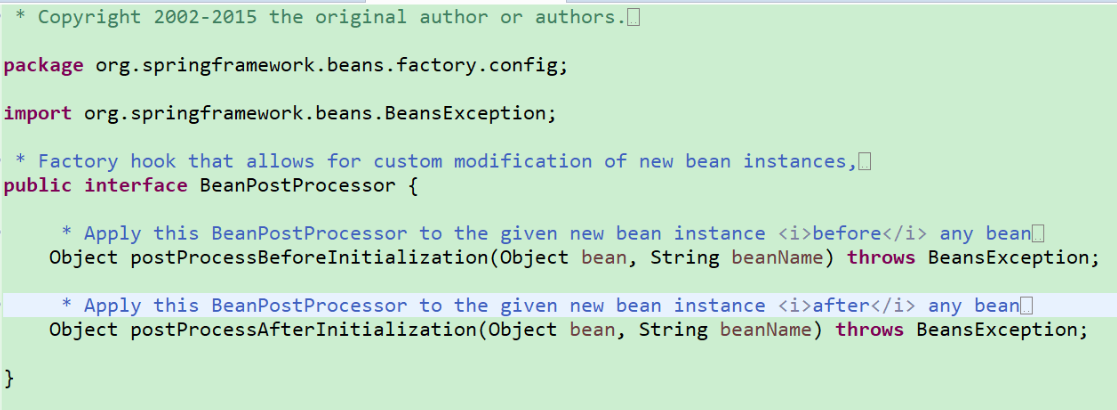 * Copyright 2002-2015 the original author or authors.
package org.springframework.beans.factory.config;
import org.springframework.beans.BeansException;
* Factory hook that allows for custom modification of new bean instances,
public interface BeanPostProcessor {
* Apply this BeanPostProcessor to the given new bean instance <i>before</i> any bean
Object postProcessBeforeInitialization(Object bean, String beanName) throws BeansException;
* Apply this BeanPostProcessor to the given new bean instance <i>after</i> any bean
Object postProcessAfterInitialization(Object bean, String beanName) throws BeansException;
}